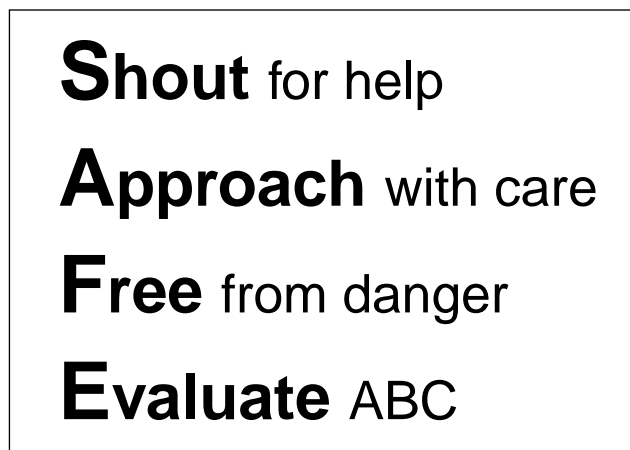 Shout for help
Approach with care
Free from danger
Evaluate ABC